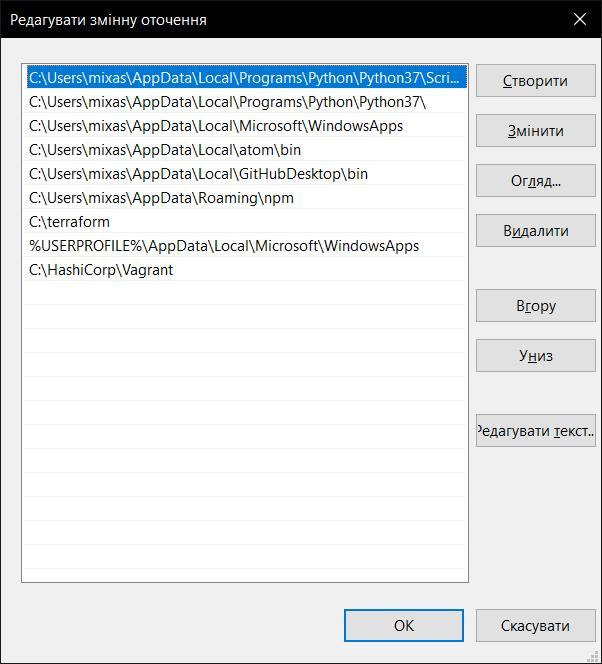 Редагувати змінну оточення
C:\Users\mixas\AppData\Local\Programs\Python\Python37\Scri...
C:\Users\mixas\AppData\Local\Programs\Python\Python37\
C:\Users\mixas\AppData\Local\Microsoft\WindowsApps
C:\Users\mixas\AppData\Local\atom\bin
C:\Users\mixas\AppData\Local\GitHubDesktop\bin
C:\Users\mixas\AppData\Roaming\npm
C:\terraform
%USERPROFILE%\AppData\Local\Microsoft\WindowsApps
C:\HashiCorp\Vagrant
Створити
Змінити
Огляд...
Видалити
Вгору
Униз
Редагувати текст..
OK
Скасувати